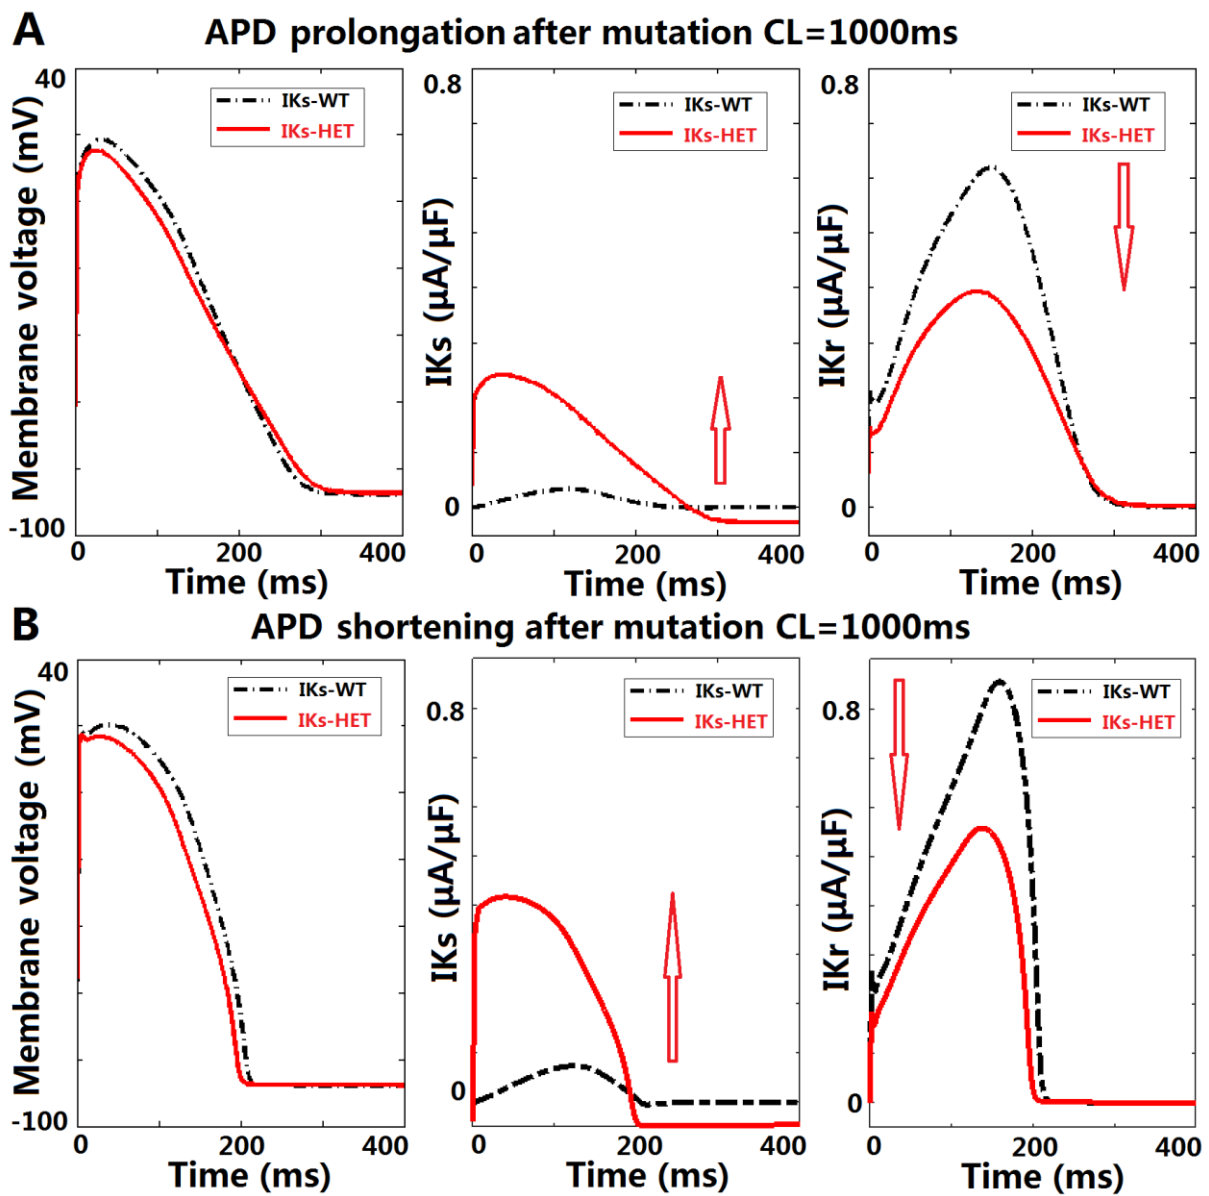 A APD prolongation after mutation CL=1000ms
40
Membrane voltage (mV)
-100
IKs-WT
IKs-HET
0 200 400
Time (ms)
0.8
IKs (µA/µF)
0
IKs-WT
IKs-HET
0 200 400
Time (ms)
0.8
IKr (µA/µF)
0
IKs-WT
IKs-HET
0 200 400
Time (ms)
B APD shortening after mutation CL=1000ms
40
Membrane voltage (mV)
-100
IKs-WT
IKs-HET
0 200 400
Time (ms)
0.8
IKs (µA/µF)
0
IKs-WT
IKs-HET
0 200 400
Time (ms)
0.8
IKr (µA/µF)
0
IKs-WT
IKs-HET
0 200 400
Time (ms)